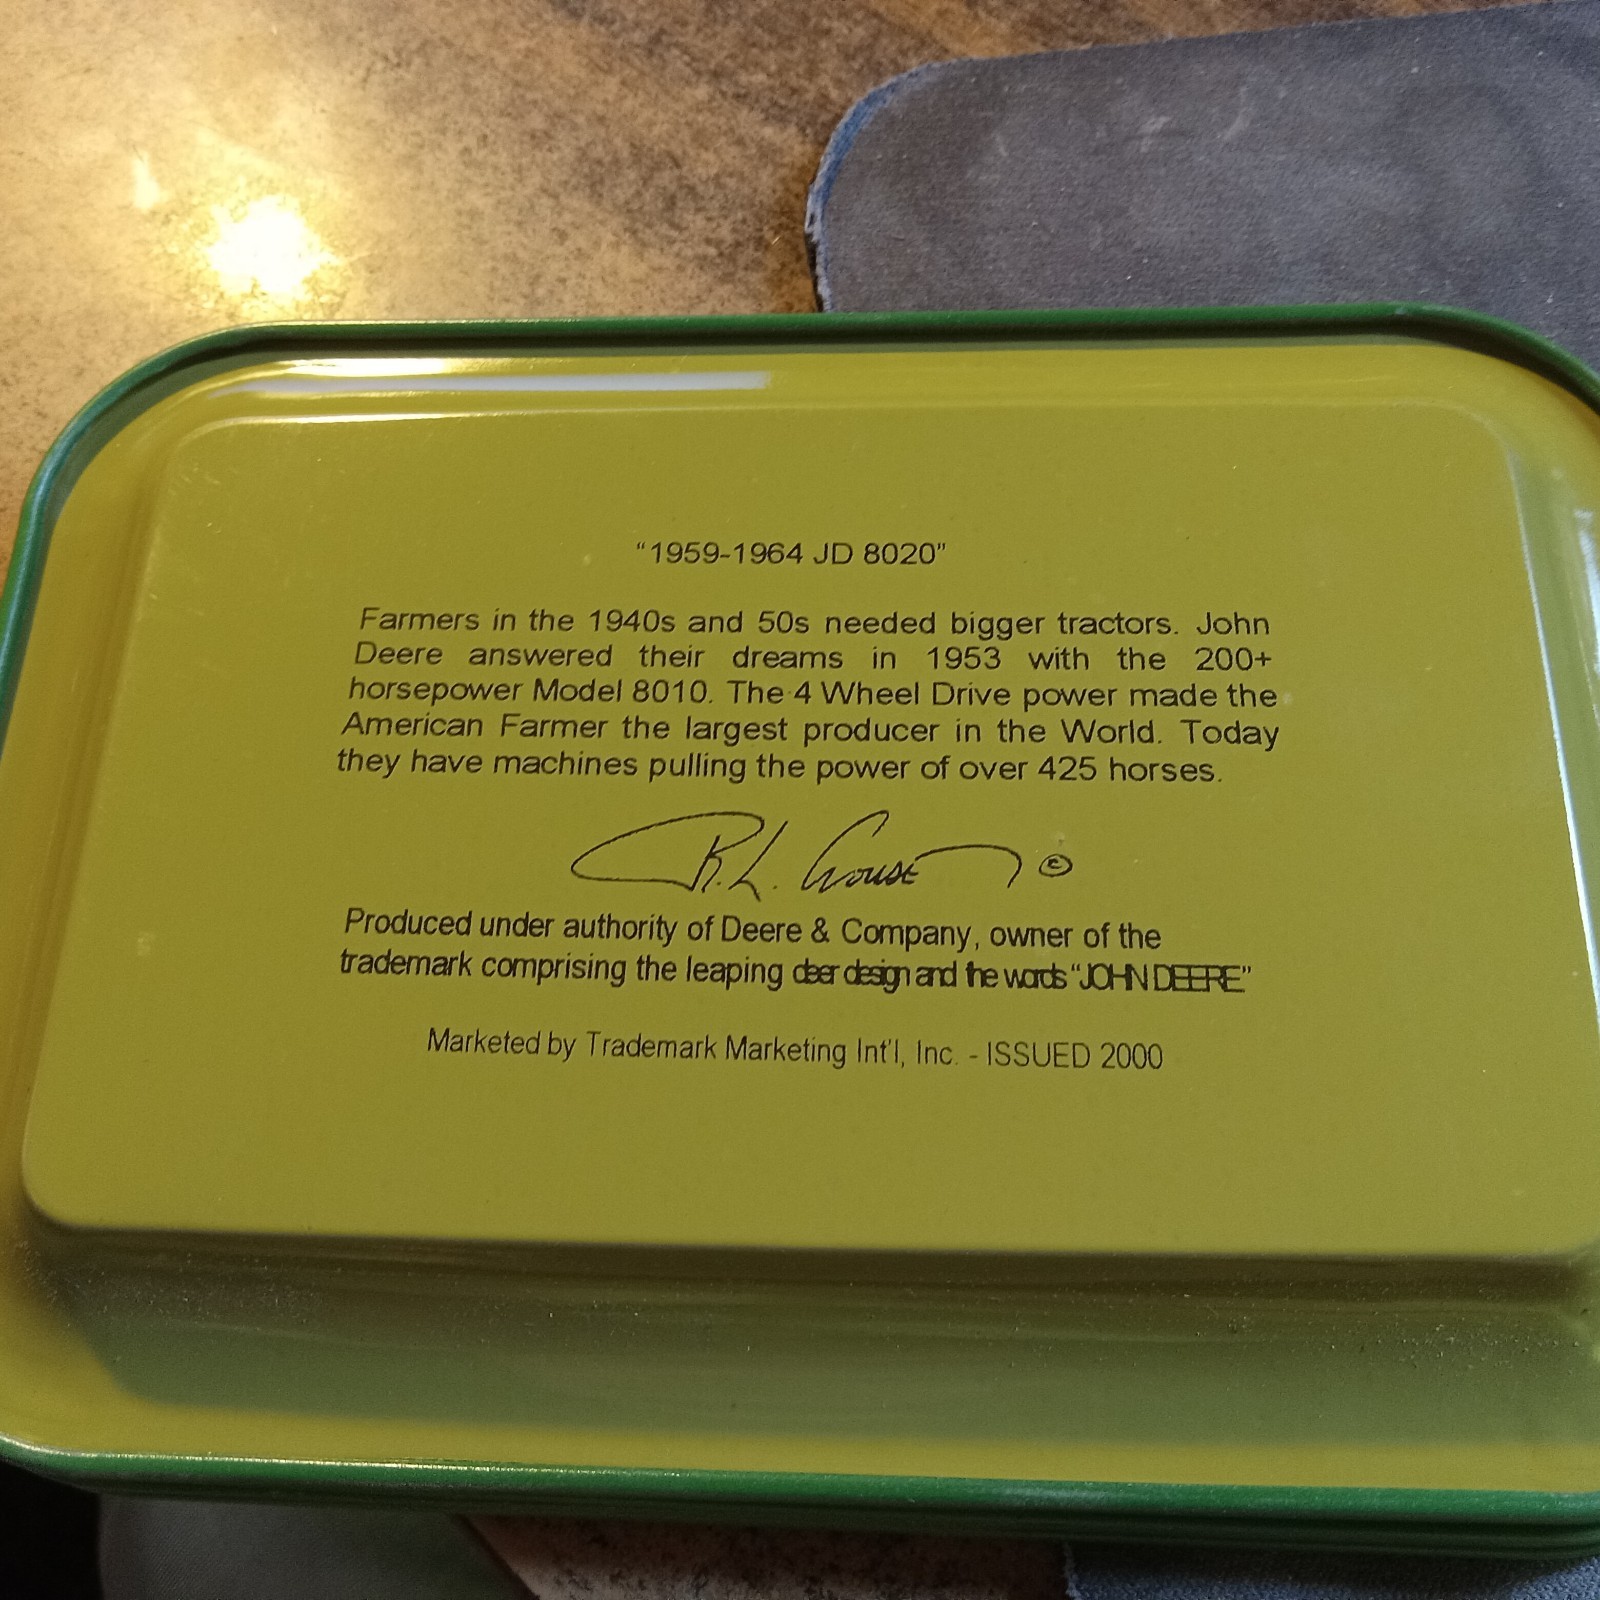 “1959-1964 JD 8020”
Farmers in the 1940s and 50s needed bigger tractors. John
Deere answered their dreams in 1953 with the 200+
horsepower Model 8010. The 4 Wheel Drive power made the
American Farmer the largest producer in the World. Today
they have machines pulling the power of over 425 horses.
R.L. Crouse ©
Produced under authority of Deere & Company, owner of the
trademark comprising the leaping deer design and the words “JOHN DEERE”
Marketed by Trademark Marketing Int'l, Inc. - ISSUED 2000